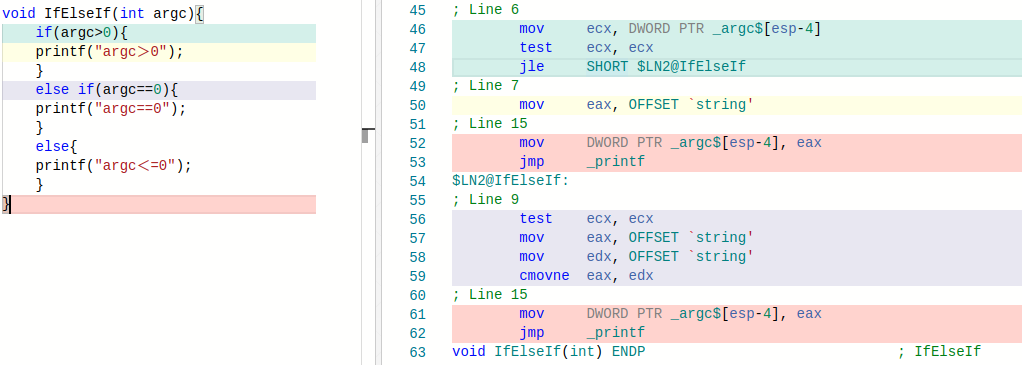 void IfElseIf(int argc){
    if(argc>0){
    printf("argc＞0");
    }
    else if(argc==0){
    printf("argc==0");
    }
    else{
    printf("argc＜=0");
    }
}
45 ; Line 6
46         mov     ecx, DWORD PTR _argc$[esp-4]
47         test    ecx, ecx
48         jle     SHORT $LN2@IfElseIf
49 ; Line 7
50         mov     eax, OFFSET `string'
51 ; Line 15
52         mov     DWORD PTR _argc$[esp-4], eax
53         jmp     _printf
54 $LN2@IfElseIf:
55 ; Line 9
56         test    ecx, ecx
57         mov     eax, OFFSET `string'
58         mov     edx, OFFSET `string'
59         cmovne  eax, edx
60 ; Line 15
61         mov     DWORD PTR _argc$[esp-4], eax
62         jmp     _printf
63 void IfElseIf(int) ENDP                              ; IfElseIf